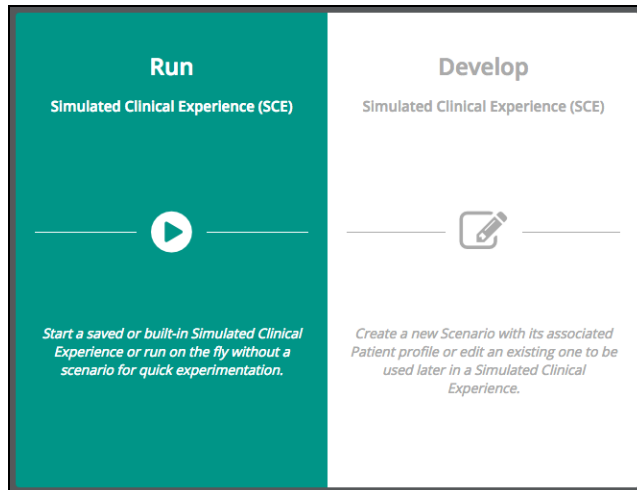 Run
Simulated Clinical Experience (SCE)
Start a saved or built-in Simulated Clinical
Experience or run on the fly without a
scenario for quick experimentation.
Develop
Simulated Clinical Experience (SCE)
Create a new Scenario with its associated
Patient profile or edit an existing one to be
used later in a Simulated Clinical
Experience.